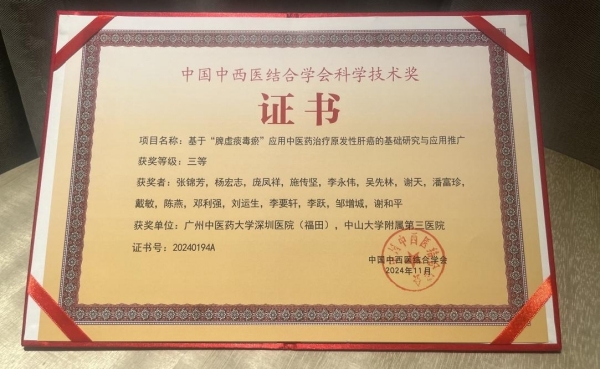 中国中西医结合学会科学技术奖
证书
项目名称：基于“脾虚痰毒瘀”应用中医药治疗原发性肝癌的基础研究与应用推广
获奖等级：三等
获奖者：张锦芳，杨宏志，庞凤祥，施传坚，李永伟，吴先林，谢天，潘富珍，
戴敏，陈燕，邓利强，刘运生，李要轩，李跃，邹增城，谢和平
获奖单位：广州中医药大学深圳医院（福田），中山大学附属第三医院
证书号：20240194A
中国中西医结合学会
2024年11月